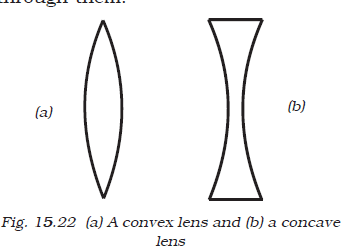 through them.
(a)
(b)
Fig. 15.22 (a) A convex lens and (b) a concave
lens